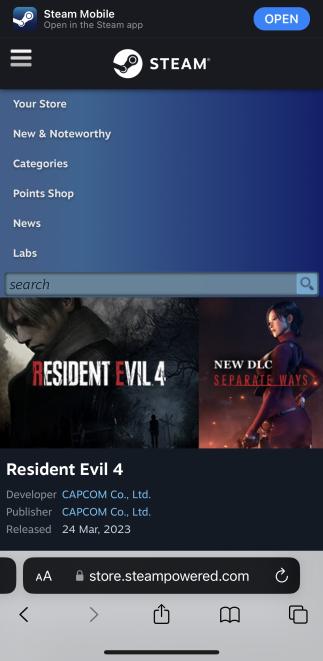 Steam Mobile
Open in the Steam app
OPEN
STEAM®
Your Store
New & Noteworthy
Categories
Points Shop
News
Labs
search
RESIDENT EVIL 4
NEW DLC
SEPARATE WAYS
Resident Evil 4
Developer CAPCOM Co., Ltd.
Publisher CAPCOM Co., Ltd.
Released 24 Mar, 2023
AA store.steampowered.com